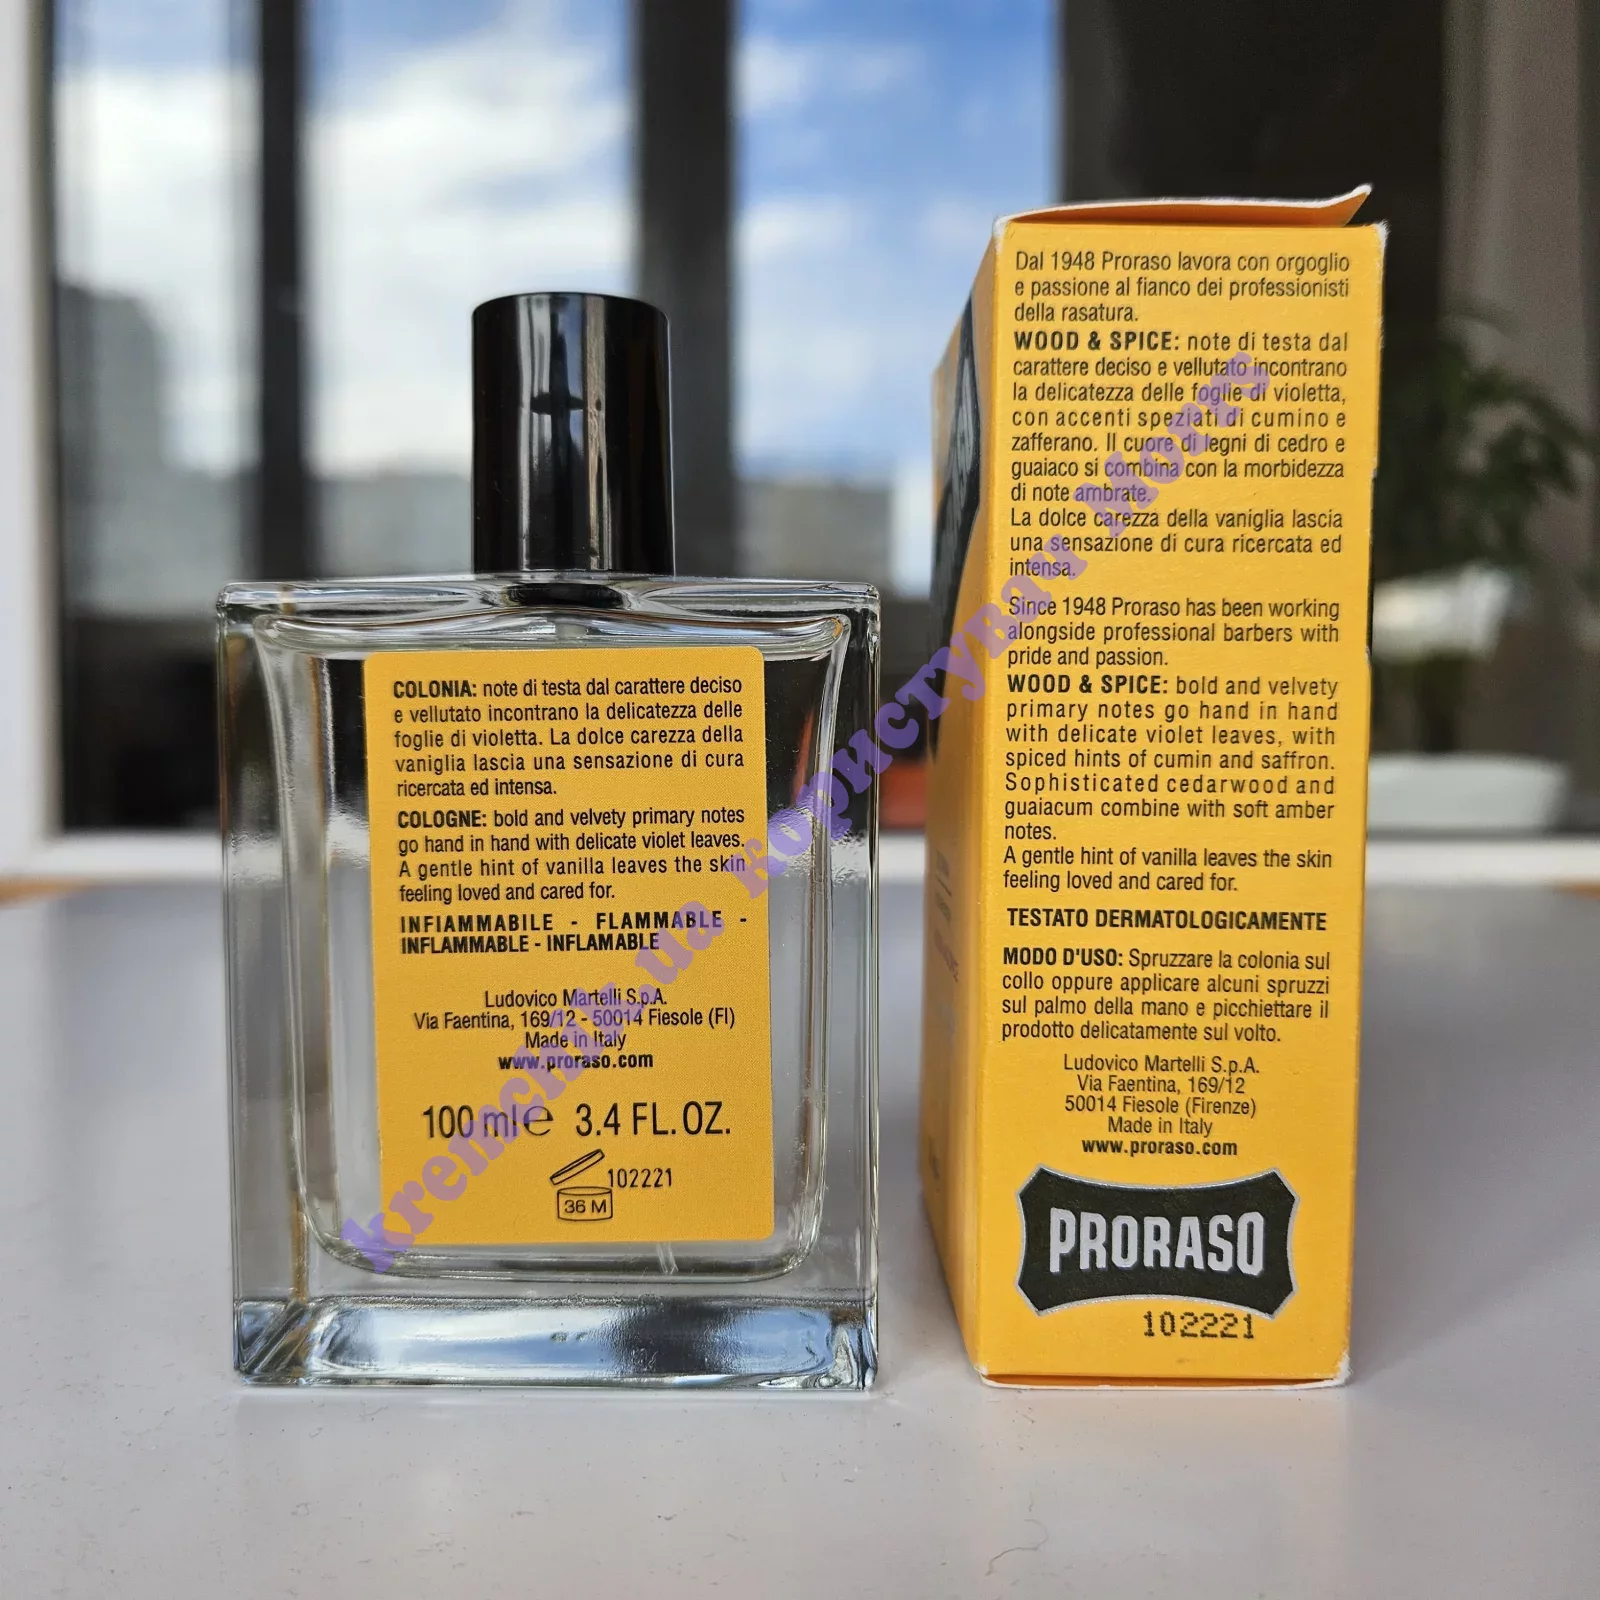 COLONIA: note di testa dal carattere deciso
e vellutato incontrano la delicatezza delle
foglie di violetta. La dolce carezza della
vaniglia lascia una sensazione di cura
ricercata ed intensa.
COLOGNE: bold and velvety primary notes
go hand in hand with delicate violet leaves.
A gentle hint of vanilla leaves the skin
feeling loved and cared for.
INFIAMMABILE - FLAMMABLE -
INFLAMMABLE - INFLAMABLE
Ludovico Martelli S.p.A.
Via Faentina, 169/12 - 50014 Fiesole (FI)
Made in Italy
www.proraso.com
100 ml e 3.4 FL. OZ.
102221
36 M
Dal 1948 Proraso lavora con orgoglio
e passione al fianco dei professionisti
della rasatura.
WOOD & SPICE: note di testa dal
carattere deciso e vellutato incontrano
la delicatezza delle foglie di violetta,
con accenti speziati di cumino e
zafferano. Il cuore di legni di cedro e
guaiaco si combina con la morbidezza
di note ambrate.
La dolce carezza della vaniglia lascia
una sensazione di cura ricercata ed
intensa.
Since 1948 Proraso has been working
alongside professional barbers with
pride and passion.
WOOD & SPICE: bold and velvety
primary notes go hand in hand
with delicate violet leaves, with
spiced hints of cumin and saffron.
Sophisticated cedarwood and
guaiacum combine with soft amber
notes.
A gentle hint of vanilla leaves the skin
feeling loved and cared for.
TESTATO DERMATOLOGICAMENTE
MODO D'USO: Spruzzare la colonia sul
collo oppure applicare alcuni spruzzi
sul palmo della mano e picchiettare il
prodotto delicatamente sul volto.
Ludovico Martelli S.p.A.
Via Faentina, 169/12
50014 Fiesole (Firenze)
Made in Italy
www.proraso.com
PRORASO
102221
kremchik.ua користувач Morrs